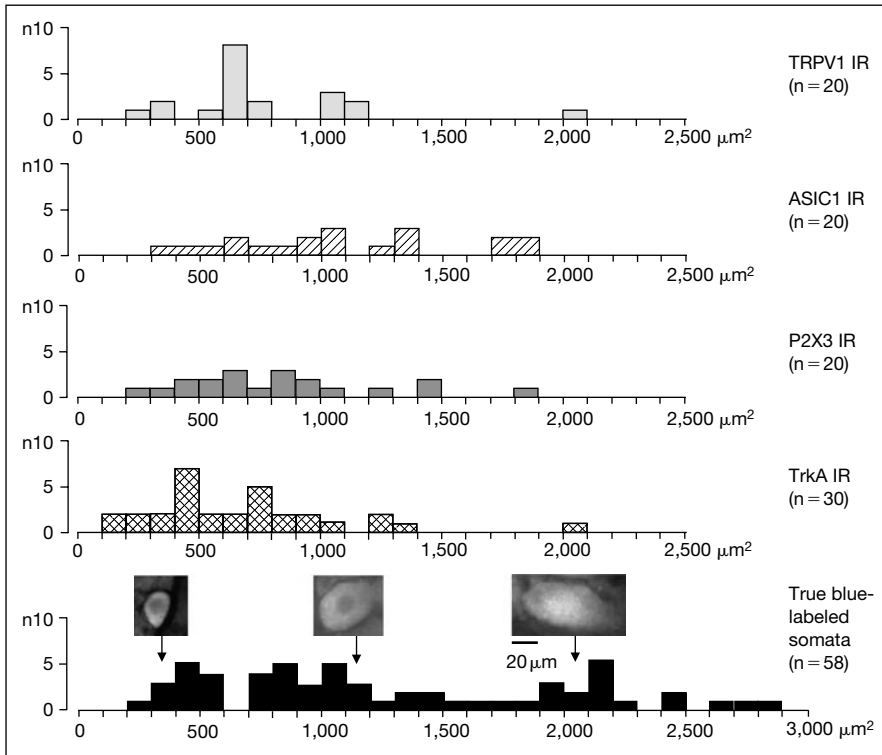 n10
5
0
0 500 1,000 1,500 2,000 2,500 μm²
TRPV1 IR
(n = 20)
n10
5
0
0 500 1,000 1,500 2,000 2,500 μm²
ASIC1 IR
(n = 20)
n10
5
0
0 500 1,000 1,500 2,000 2,500 μm²
P2X3 IR
(n = 20)
n10
5
0
0 500 1,000 1,500 2,000 2,500 μm²
TrkA IR
(n = 30)
n10
5
0
20 μm
0 500 1,000 1,500 2,000 2,500 3,000 μm²
True blue-
labeled
somata
(n = 58)